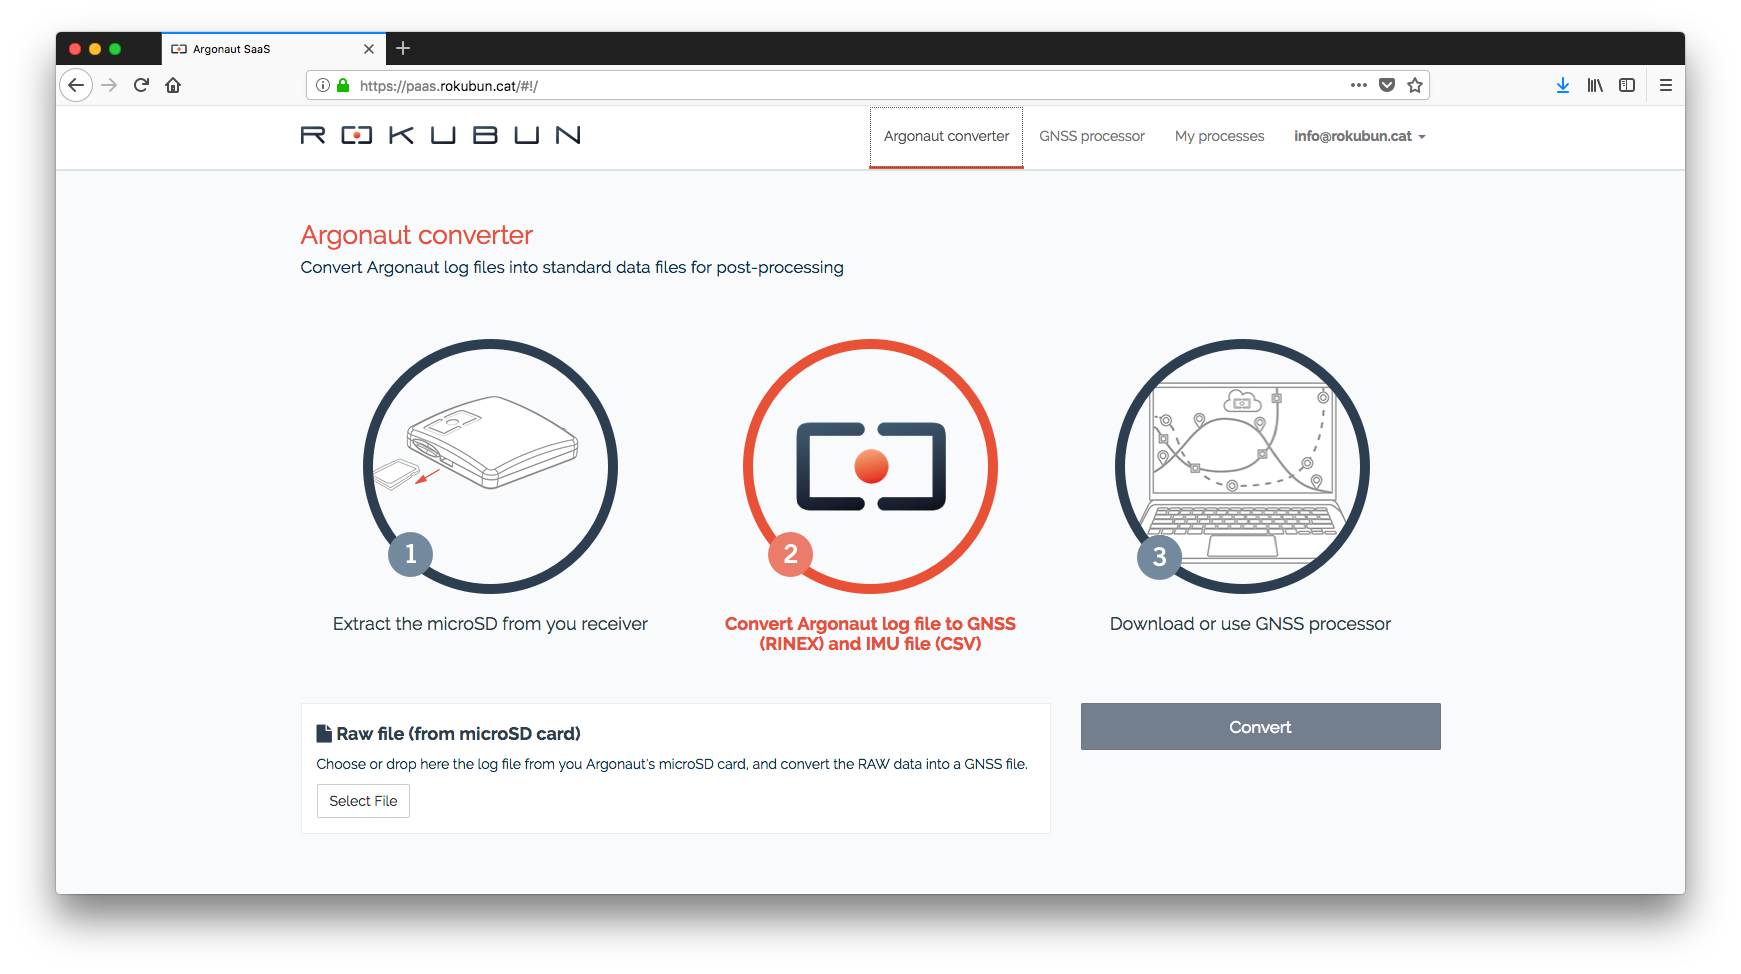 Argonaut SaaS
https://paas.rokubun.cat/#!/
ROKUBUN
Argonaut converter
GNSS processor
My processes
info@rokubun.cat
Argonaut converter
Convert Argonaut log files into standard data files for post-processing
1
2
3
Extract the microSD from you receiver
Convert Argonaut log file to GNSS
(RINEX) and IMU file (CSV)
Download or use GNSS processor
Raw file (from microSD card)
Choose or drop here the log file from you Argonaut's microSD card, and convert the RAW data into a GNSS file.
Select File
Convert